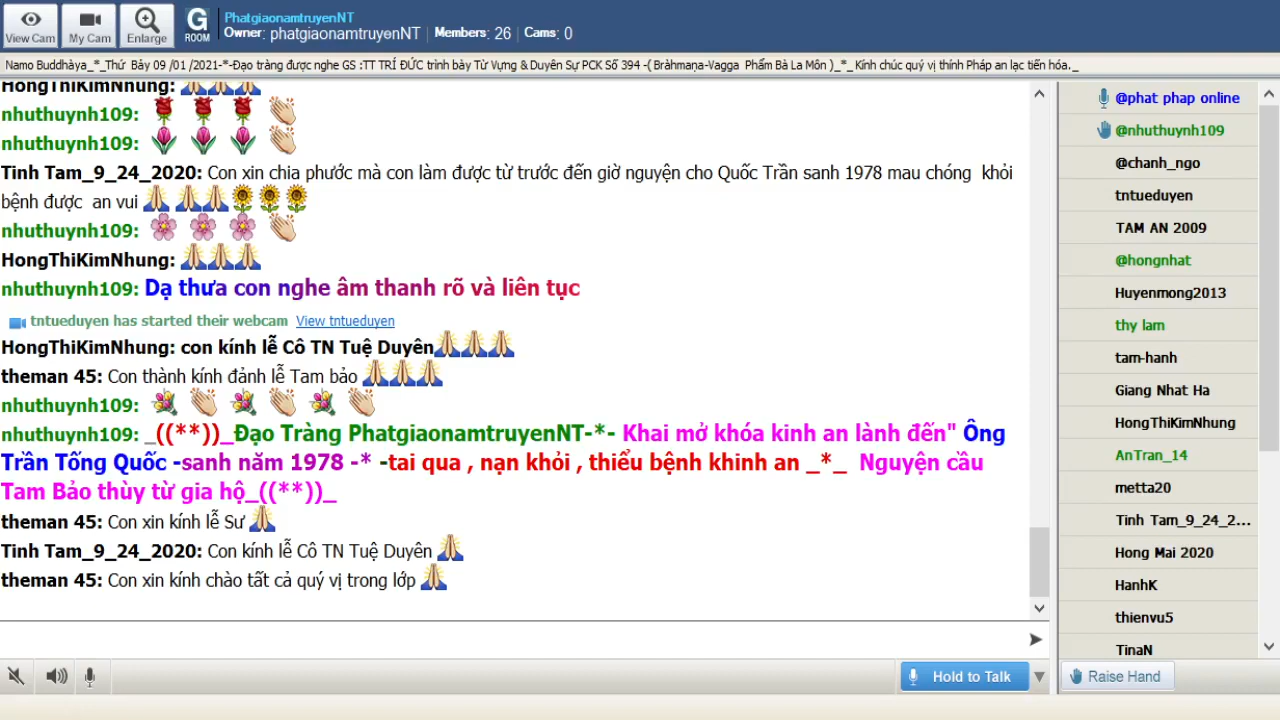 PhatgiaonamtruyenNT
View Cam My Cam Enlarge G ROOM Owner: phatgiaonamtruyenNT Members: 26 Cams: 0
Namo Buddhàya_*_Thứ Bảy 09 /01 /2021-*-Đạo tràng được nghe GS :TT TRÍ ĐỨC trình bày Từ Vựng & Duyên Sự PCK Số 394 -( Bràhmaṇa-Vagga Phẩm Bà La Môn )_*_ Kính chúc quý vị thính Pháp an lạc tiến hóa._
HongThiKimNhung:
nhuthuynh109:
nhuthuynh109:
Tinh Tam_9_24_2020: Con xin chia phước mà con làm được từ trước đến giờ nguyện cho Quốc Trần sanh 1978 mau chóng khỏi
bệnh được an vui
nhuthuynh109:
HongThiKimNhung:
nhuthuynh109: Dạ thưa con nghe âm thanh rõ và liên tục
tntueduyen has started their webcam View tntueduyen
HongThiKimNhung: con kính lễ Cô TN Tuệ Duyên
theman 45: Con thành kính đảnh lễ Tam bảo
nhuthuynh109:
nhuthuynh109: _((**))_Đạo Tràng PhatgiaonamtruyenNT-*- Khai mở khóa kinh an lành đến" Ông
Trần Tống Quốc -sanh năm 1978 -* -tai qua , nạn khỏi , thiểu bệnh khinh an _*_ Nguyện cầu
Tam Bảo thùy từ gia hộ_((**))_
theman 45: Con xin kính lễ Sư
Tinh Tam_9_24_2020: Con kính lễ Cô TN Tuệ Duyên
theman 45: Con xin kính chào tất cả quý vị trong lớp
@phat phap online
@nhuthuynh109
@chanh_ngo
tntueduyen
TAM AN 2009
@hongnhat
Huyenmong2013
thy lam
tam-hanh
Giang Nhat Ha
HongThiKimNhung
AnTran_14
metta20
Tinh Tam_9_24_2...
Hong Mai 2020
HanhK
thienvu5
TinaN
Hold to Talk
Raise Hand